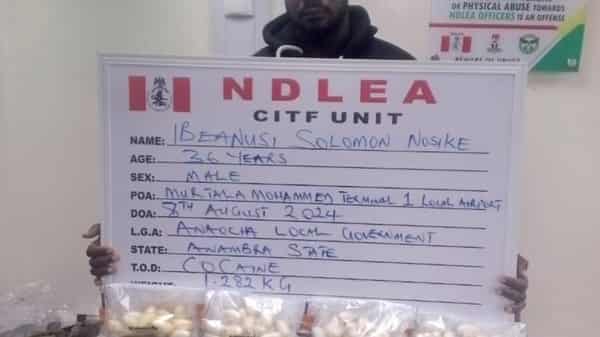 OR PHYSICAL ABUSE TOWARDS
NDLEA OFFICERS IS AN OFFENSE
NDLEA
CITF UNIT
NAME: IBEANUSI SOLOMON NOSIKE
AGE: 36 YEARS
SEX: MALE
POA: MURTALA MOHAMMED TERMINAL 1 LOCAL AIRPORT
DOA: 8TH AUGUST 2024
L.G.A: ANAOCHA LOCAL GOVERNMENT
STATE: ANAMBRA STATE
T.O.D: COCAINE
WEIGHT: 1.282 KG